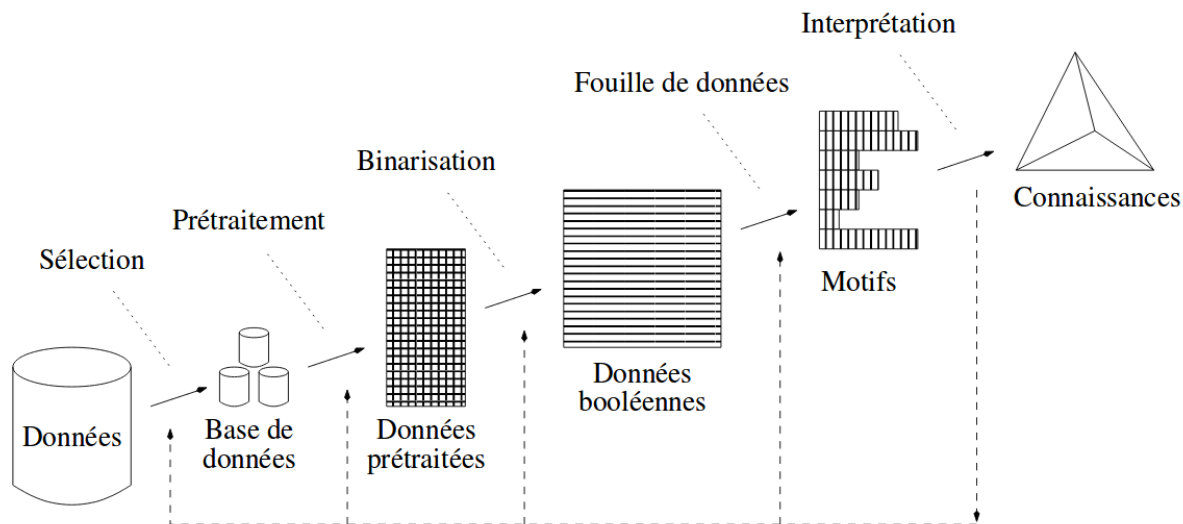 Interprétation
Fouille de données
Binarisation
Prétraitement
Sélection
Données
Base de
données
Données
prétraitées
Données
booléennes
Motifs
Connaissances